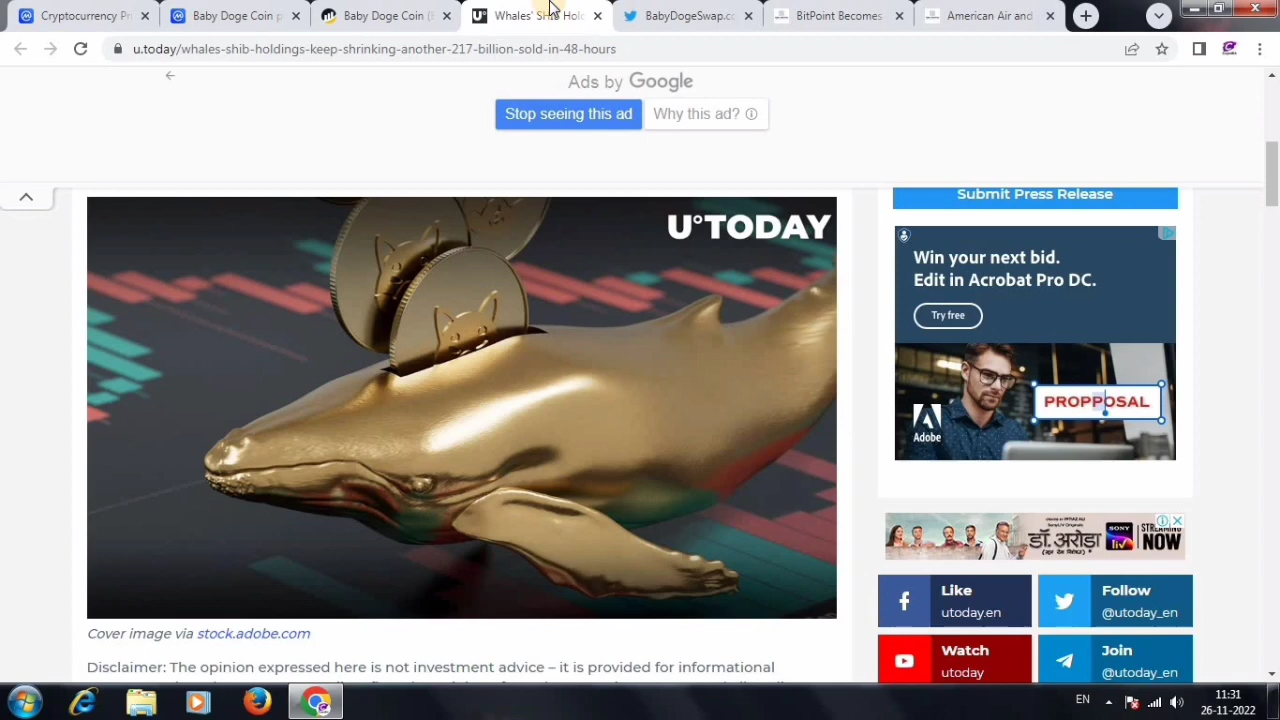 Cryptocurrency Pr
Baby Doge Coin p
Baby Doge Coin (
Whales' SHIB Hol
BabyDogeSwap.c
BitPoint Becomes
American Air and
u.today/whales-shib-holdings-keep-shrinking-another-217-billion-sold-in-48-hours
Ads by Google
Stop seeing this ad
Why this ad?
U°TODAY
Cover image via stock.adobe.com
Disclaimer: The opinion expressed here is not investment advice – it is provided for informational
Submit Press Release
Win your next bid.
Edit in Acrobat Pro DC.
Try free
PROPPOSAL
Adobe
डॉ. अरोड़ा
SONY
liv
STREAMING
NOW
Like
utoday.en
Follow
@utoday_en
Watch
utoday
Join
@utoday_en
EN
11:31
26-11-2022